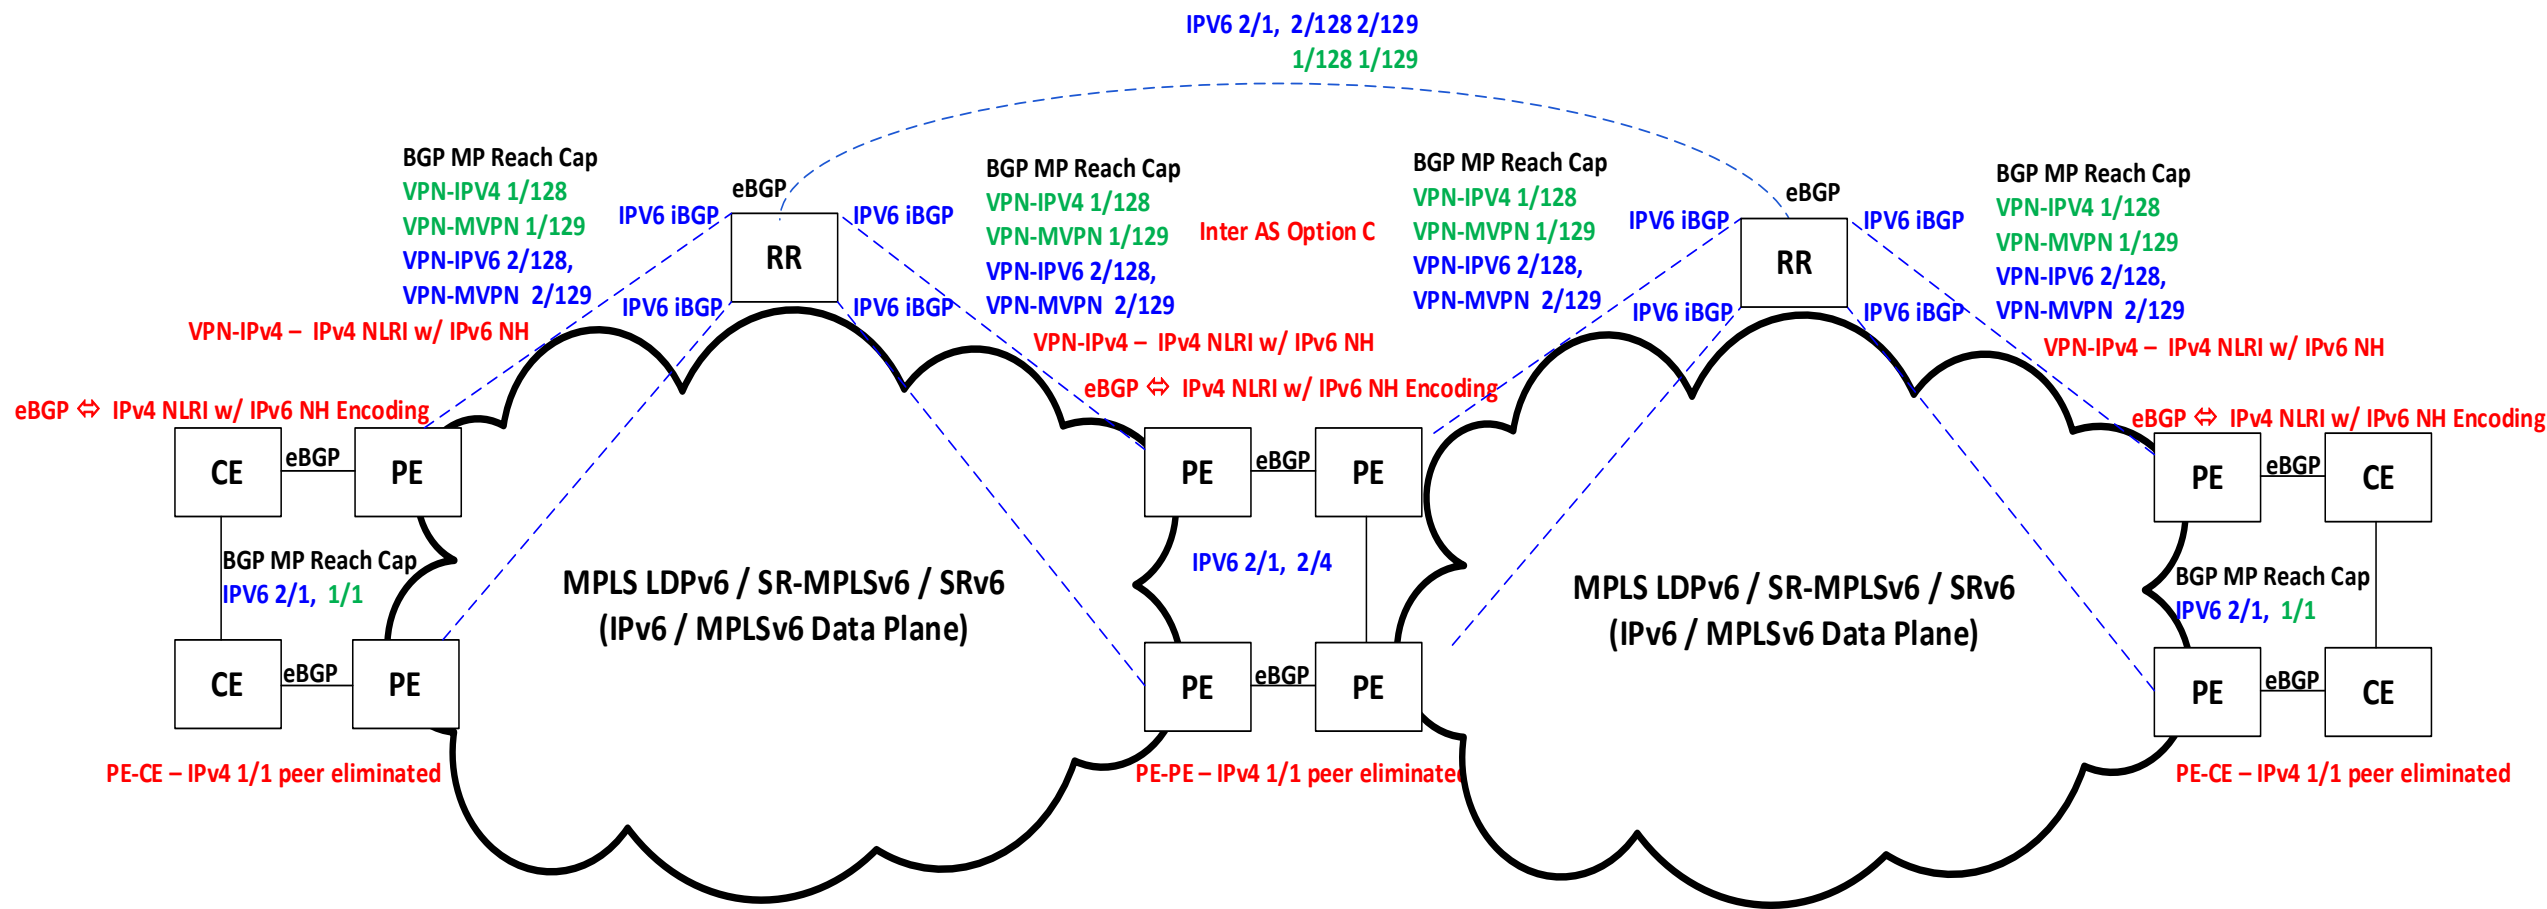 IPV6 2/1, 2/128 2/129
1/128 1/129
BGP MP Reach Cap
VPN-IPV4 1/128
VPN-MVPN 1/129
VPN-IPV6 2/128,
VPN-MVPN 2/129
eBGP
IPV6 iBGP
IPV6 iBGP
RR
IPV6 iBGP
IPV6 iBGP
BGP MP Reach Cap
VPN-IPV4 1/128
VPN-MVPN 1/129
VPN-IPV6 2/128,
VPN-MVPN 2/129
Inter AS Option C
BGP MP Reach Cap
VPN-IPV4 1/128
VPN-MVPN 1/129
VPN-IPV6 2/128,
VPN-MVPN 2/129
eBGP
IPV6 iBGP
IPV6 iBGP
RR
IPV6 iBGP
IPV6 iBGP
BGP MP Reach Cap
VPN-IPV4 1/128
VPN-MVPN 1/129
VPN-IPV6 2/128,
VPN-MVPN 2/129
VPN-IPv4 – IPv4 NLRI w/ IPv6 NH
VPN-IPv4 – IPv4 NLRI w/ IPv6 NH
VPN-IPv4 – IPv4 NLRI w/ IPv6 NH
eBGP ⇔ IPv4 NLRI w/ IPv6 NH Encoding
eBGP ⇔ IPv4 NLRI w/ IPv6 NH Encoding
eBGP ⇔ IPv4 NLRI w/ IPv6 NH Encoding
CE
eBGP
PE
PE
eBGP
PE
PE
eBGP
CE
BGP MP Reach Cap
IPV6 2/1, 1/1
MPLS LDPv6 / SR-MPLSv6 / SRv6
(IPv6 / MPLSv6 Data Plane)
IPV6 2/1, 2/4
MPLS LDPv6 / SR-MPLSv6 / SRv6
(IPv6 / MPLSv6 Data Plane)
BGP MP Reach Cap
IPV6 2/1, 1/1
CE
eBGP
PE
PE
eBGP
PE
PE
eBGP
CE
PE-CE – IPv4 1/1 peer eliminated
PE-PE – IPv4 1/1 peer eliminated
PE-CE – IPv4 1/1 peer eliminated